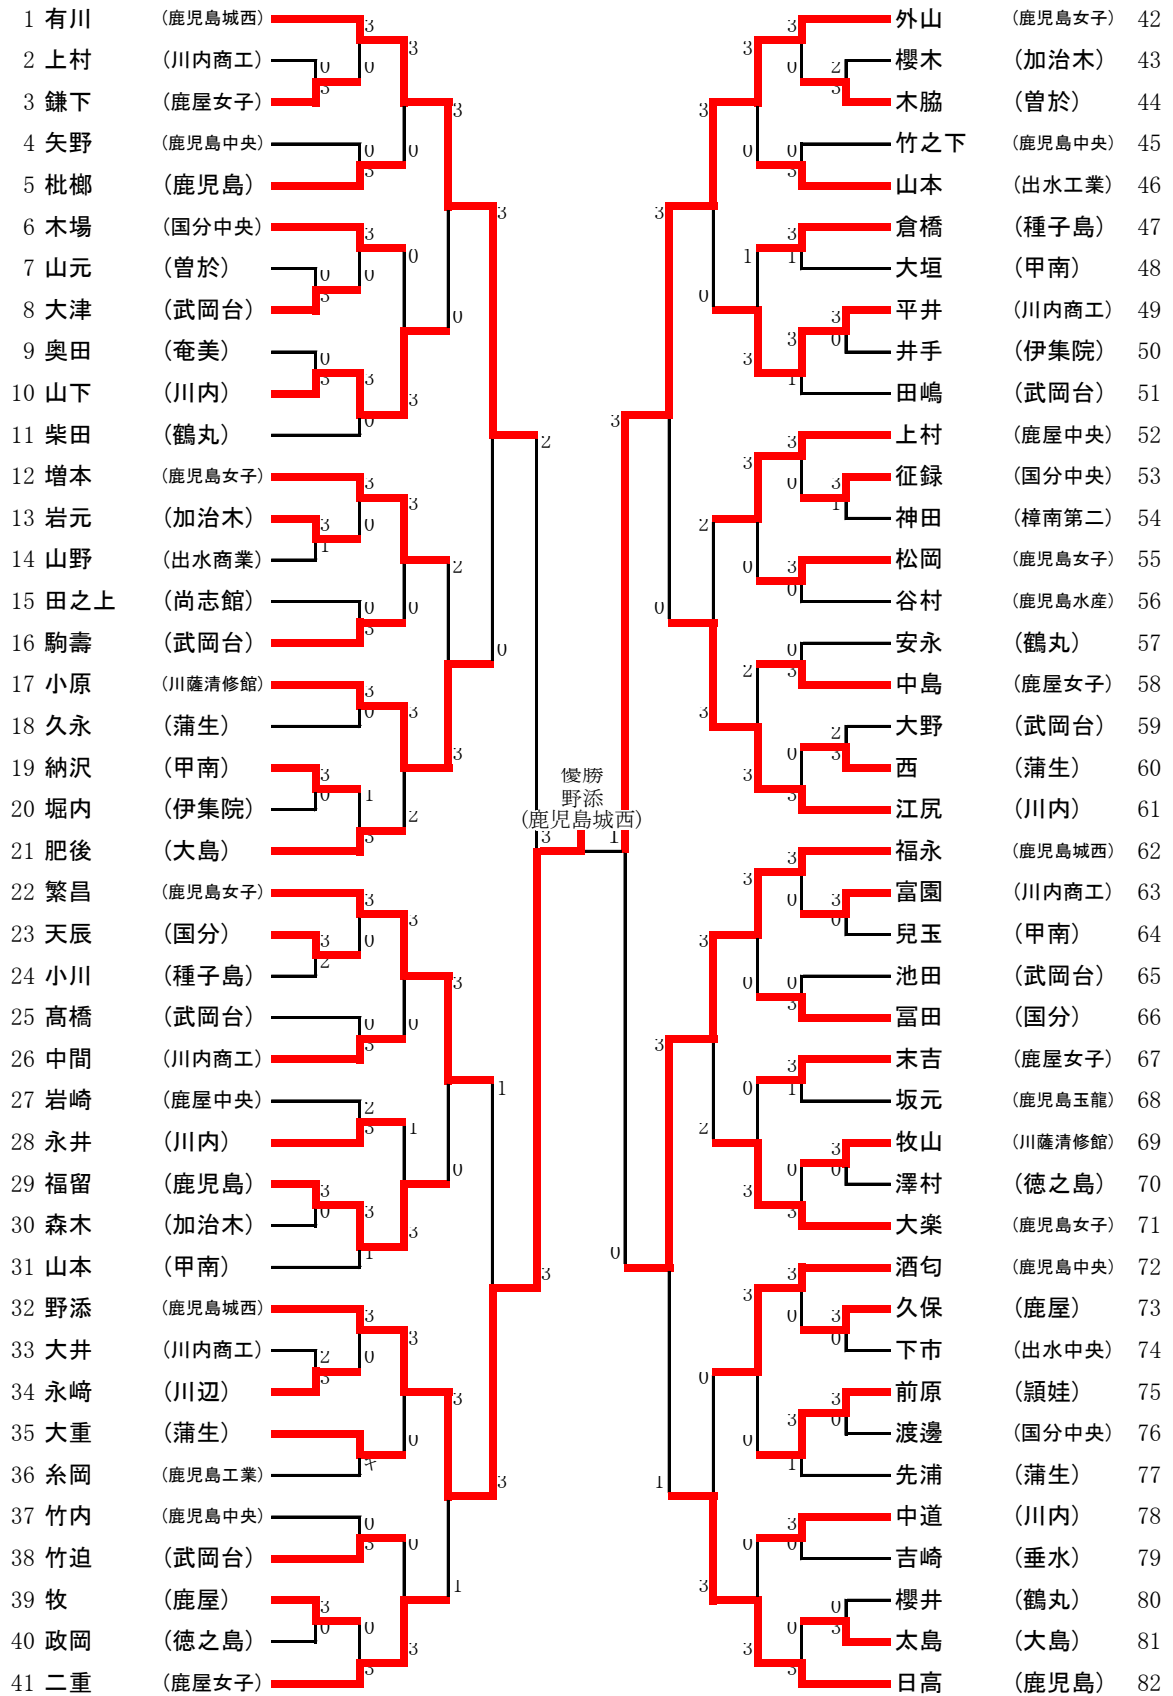 1 有川 (鹿児島城西)
2 上村 (川内商工)
3 鎌下 (鹿屋女子)
4 矢野 (鹿児島中央)
5 枇榔 (鹿児島)
6 木場 (国分中央)
7 山元 (曽於)
8 大津 (武岡台)
9 奥田 (奄美)
10 山下 (川内)
11 柴田 (鶴丸)
12 増本 (鹿児島女子)
13 岩元 (加治木)
14 山野 (出水商業)
15 田之上 (尚志館)
16 駒壽 (武岡台)
17 小原 (川薩清修館)
18 久永 (蒲生)
19 納沢 (甲南)
20 堀内 (伊集院)
21 肥後 (大島)
22 繁昌 (鹿児島女子)
23 天辰 (国分)
24 小川 (種子島)
25 髙橋 (武岡台)
26 中間 (川内商工)
27 岩崎 (鹿屋中央)
28 永井 (川内)
29 福留 (鹿児島)
30 森木 (加治木)
31 山本 (甲南)
32 野添 (鹿児島城西)
33 大井 (川内商工)
34 永﨑 (川辺)
35 大重 (蒲生)
36 糸岡 (鹿児島工業)
37 竹内 (鹿児島中央)
38 竹迫 (武岡台)
39 牧 (鹿屋)
40 政岡 (徳之島)
41 二重 (鹿屋女子)
優勝
野添
(鹿児島城西)
3 1
外山 (鹿児島女子) 42
櫻木 (加治木) 43
木脇 (曽於) 44
竹之下 (鹿児島中央) 45
山本 (出水工業) 46
倉橋 (種子島) 47
大垣 (甲南) 48
平井 (川内商工) 49
井手 (伊集院) 50
田嶋 (武岡台) 51
上村 (鹿屋中央) 52
征録 (国分中央) 53
神田 (樟南第二) 54
松岡 (鹿児島女子) 55
谷村 (鹿児島水産) 56
安永 (鶴丸) 57
中島 (鹿屋女子) 58
大野 (武岡台) 59
西 (蒲生) 60
江尻 (川内) 61
福永 (鹿児島城西) 62
富園 (川内商工) 63
兒玉 (甲南) 64
池田 (武岡台) 65
冨田 (国分) 66
末吉 (鹿屋女子) 67
坂元 (鹿児島玉龍) 68
牧山 (川薩清修館) 69
澤村 (徳之島) 70
大楽 (鹿児島女子) 71
酒匂 (鹿児島中央) 72
久保 (鹿屋) 73
下市 (出水中央) 74
前原 (頴娃) 75
渡邊 (国分中央) 76
先浦 (蒲生) 77
中道 (川内) 78
吉崎 (垂水) 79
櫻井 (鶴丸) 80
太島 (大島) 81
日高 (鹿児島) 82